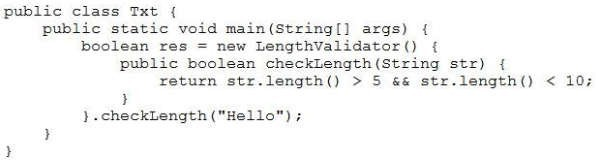 public class Txt {
    public static void main(String[] args) {
        boolean res = new LengthValidator() {
            public boolean checkLength(String str) {
                return str.length() > 5 && str.length() < 10;
            }
        }.checkLength("Hello");
    }
}